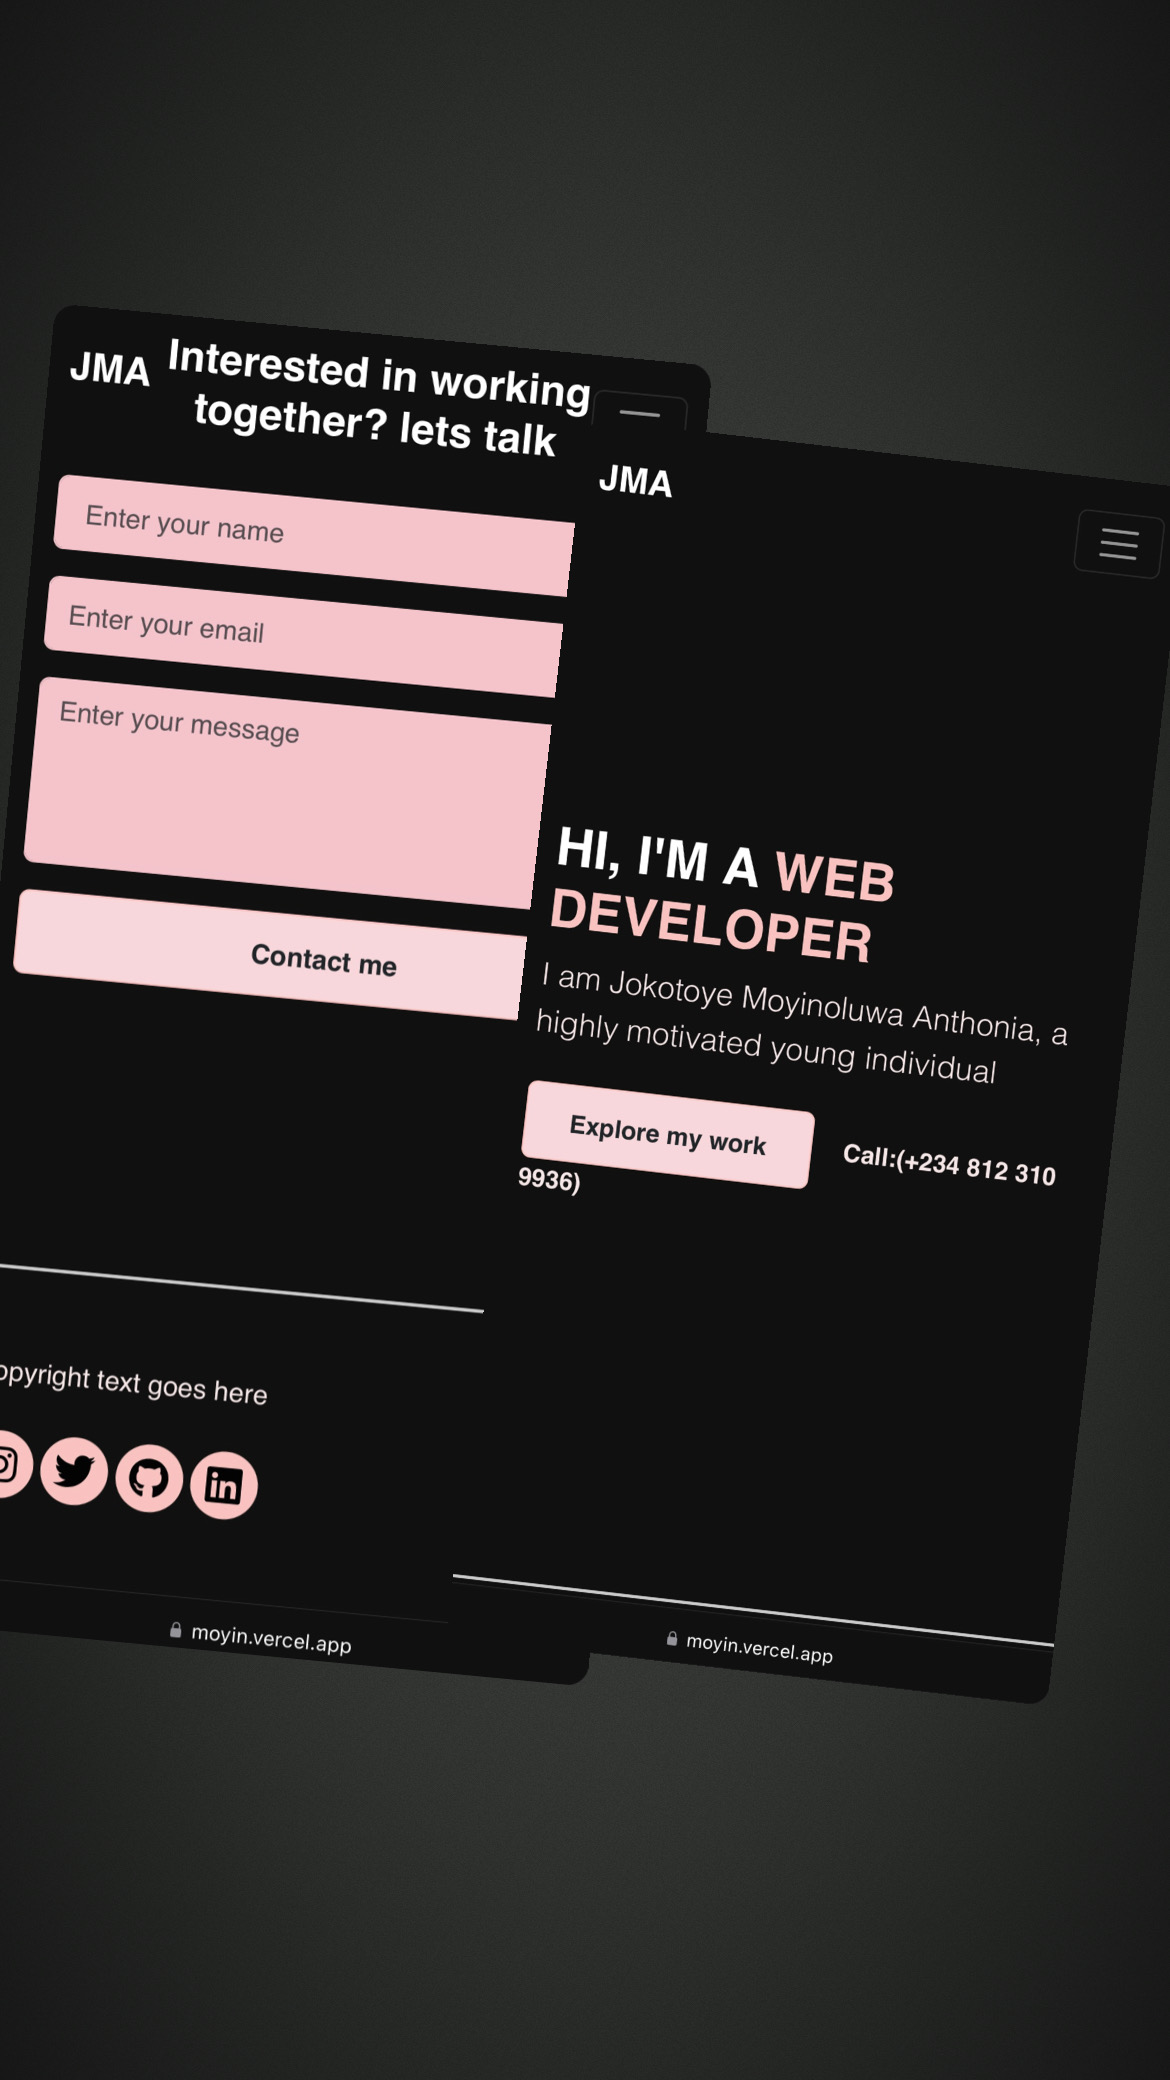 JMA
Interested in working
together? lets talk
Enter your name
Enter your email
Enter your message
Contact me
opyright text goes here
moyin.vercel.app
JMA
HI, I'M A WEB
DEVELOPER
I am Jokotoye Moyinoluwa Anthonia, a
highly motivated young individual
Explore my work
Call:(+234 812 310
9936)
moyin.vercel.app